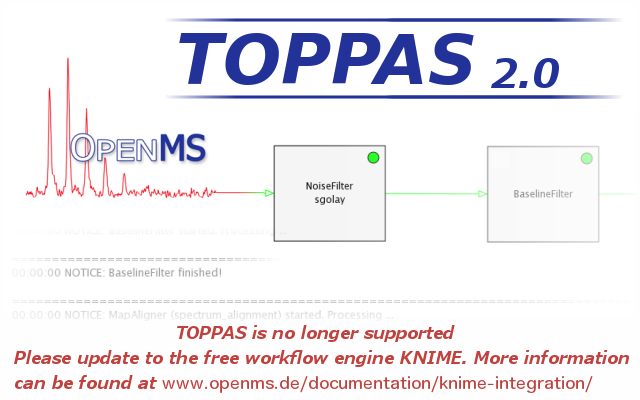 TOPPAS 2.0
OPENMS
NoiseFilter
sgolay
BaselineFilter
00:00:00 NOTICE: BaselineFilter started. Processing ...
00:00:00 NOTICE: BaselineFilter finished!
00:00:00 NOTICE: MapAligner (spectrum_alignment) started. Processing ...
TOPPAS is no longer supported
Please update to the free workflow engine KNIME. More information
can be found at www.openms.de/documentation/knime-integration/